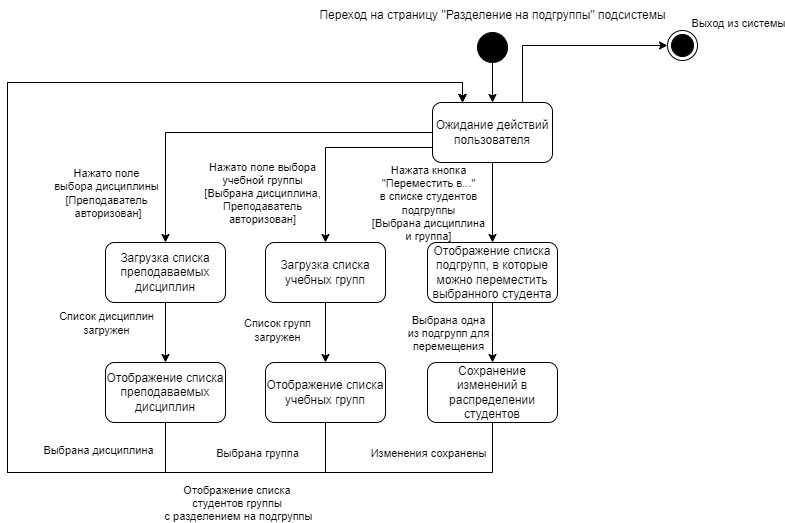 Переход на страницу "Разделение на подгруппы" подсистемы
Выход из системы
Ожидание действий
пользователя
Нажато поле
выбора дисциплины
[Преподаватель
авторизован]
Нажато поле выбора
учебной группы
[Выбрана дисциплина,
Преподаватель
авторизован]
Нажата кнопка
"Переместить в..."
в списке студентов
подгруппы
[Выбрана дисциплина
и группа]
Загрузка списка
преподаваемых
дисциплин
Загрузка списка
учебных групп
Отображение списка
подгрупп, в которые
можно переместить
выбранного студента
Список дисциплин
загружен
Список групп
загружен
Выбрана одна
из подгрупп для
перемещения
Отображение списка
преподаваемых
дисциплин
Отображение списка
учебных групп
Сохранение
изменений в
распределении
студентов
Выбрана дисциплина
Выбрана группа
Изменения сохранены
Отображение списка
студентов группы
с разделением на подгруппы